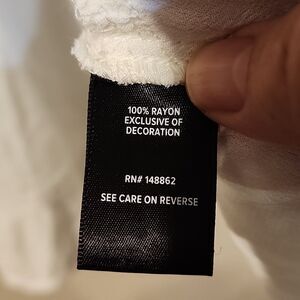 100% RAYON
EXCLUSIVE OF
DECORATION
RN# 148862
SEE CARE ON REVERSE